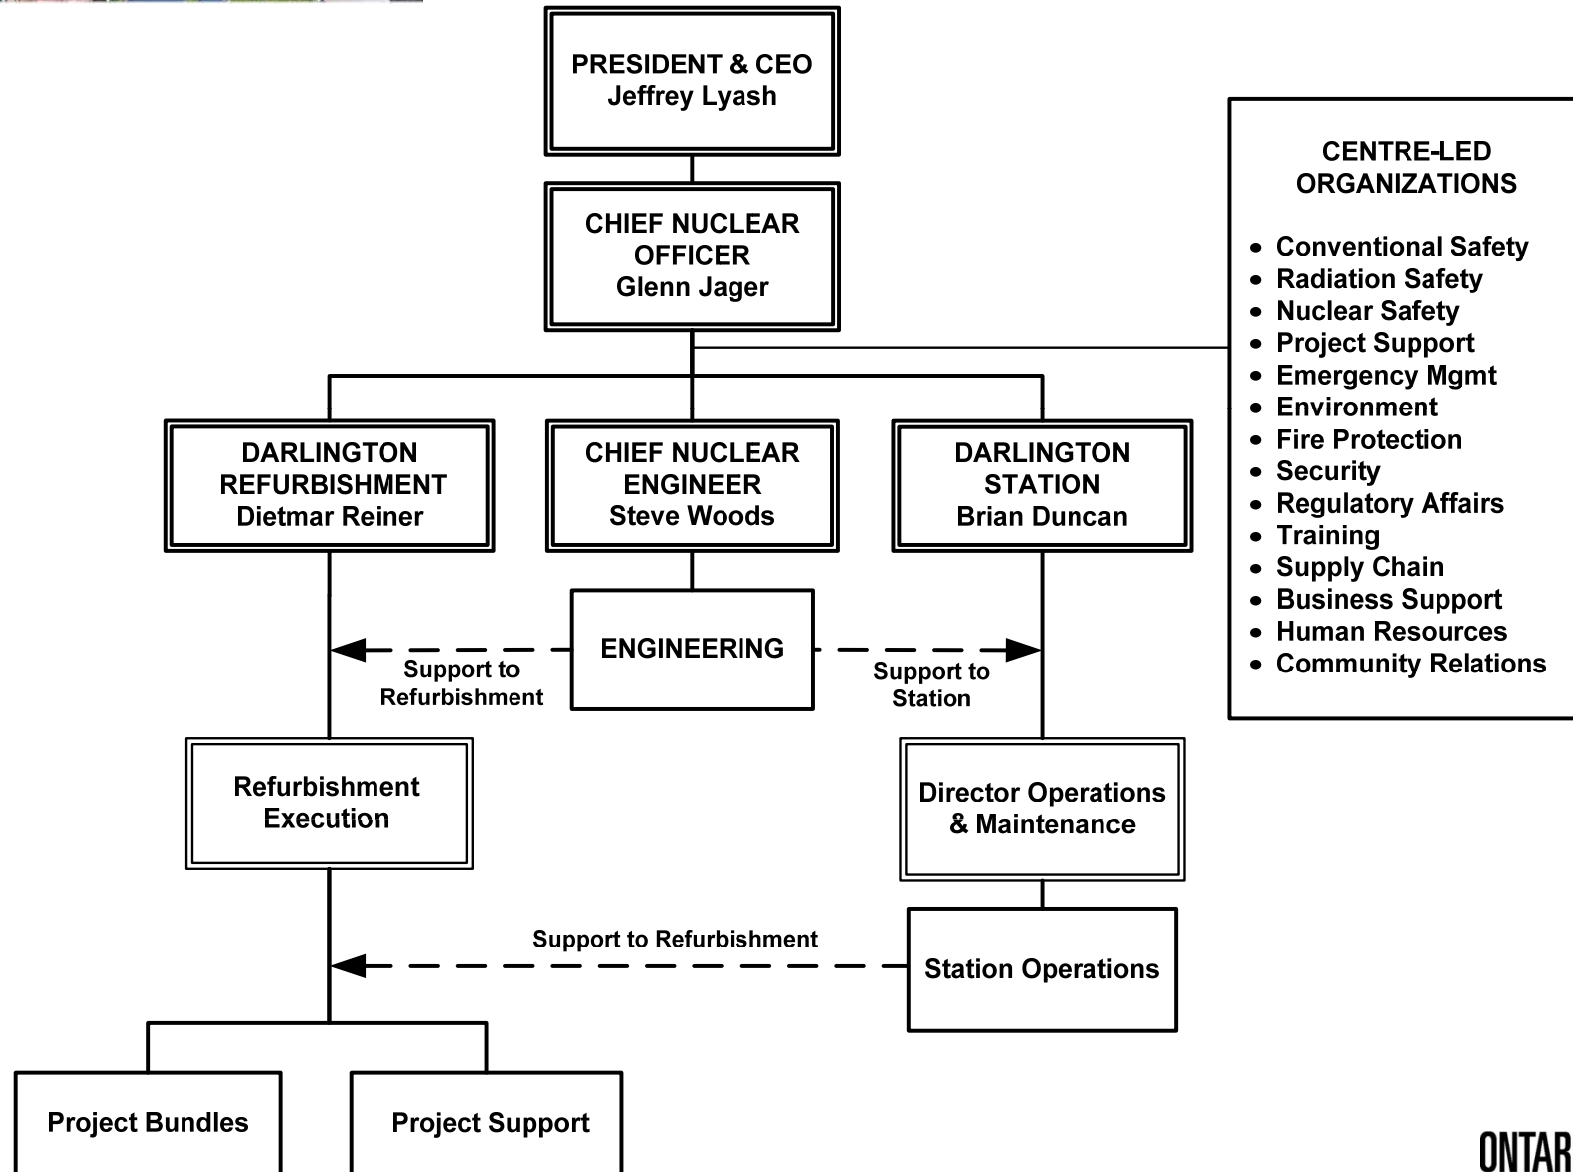 PRESIDENT & CEO
Jeffrey Lyash
CHIEF NUCLEAR
OFFICER
Glenn Jager
CENTRE-LED
ORGANIZATIONS
• Conventional Safety
• Radiation Safety
• Nuclear Safety
• Project Support
• Emergency Mgmt
• Environment
• Fire Protection
• Security
• Regulatory Affairs
• Training
• Supply Chain
• Business Support
• Human Resources
• Community Relations
DARLINGTON
REFURBISHMENT
Dietmar Reiner
CHIEF NUCLEAR
ENGINEER
Steve Woods
DARLINGTON
STATION
Brian Duncan
ENGINEERING
Support to
Refurbishment
Support to
Station
Refurbishment
Execution
Director Operations
& Maintenance
Support to Refurbishment
Station Operations
Project Bundles
Project Support
ONTAR